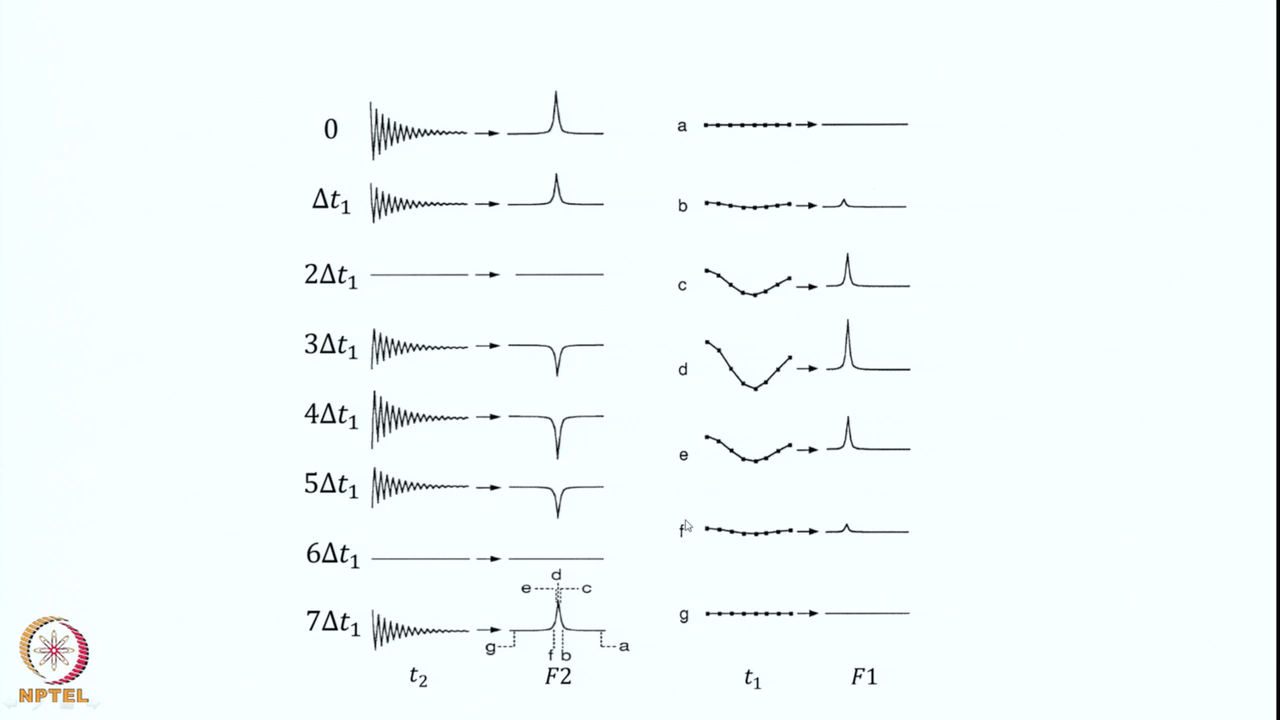 0
Δt₁
2Δt₁
3Δt₁
4Δt₁
5Δt₁
6Δt₁
7Δt₁
d
e c
g a
f b
t₂ F2
a
b
c
d
e
f
g
t₁ F1
NPTEL